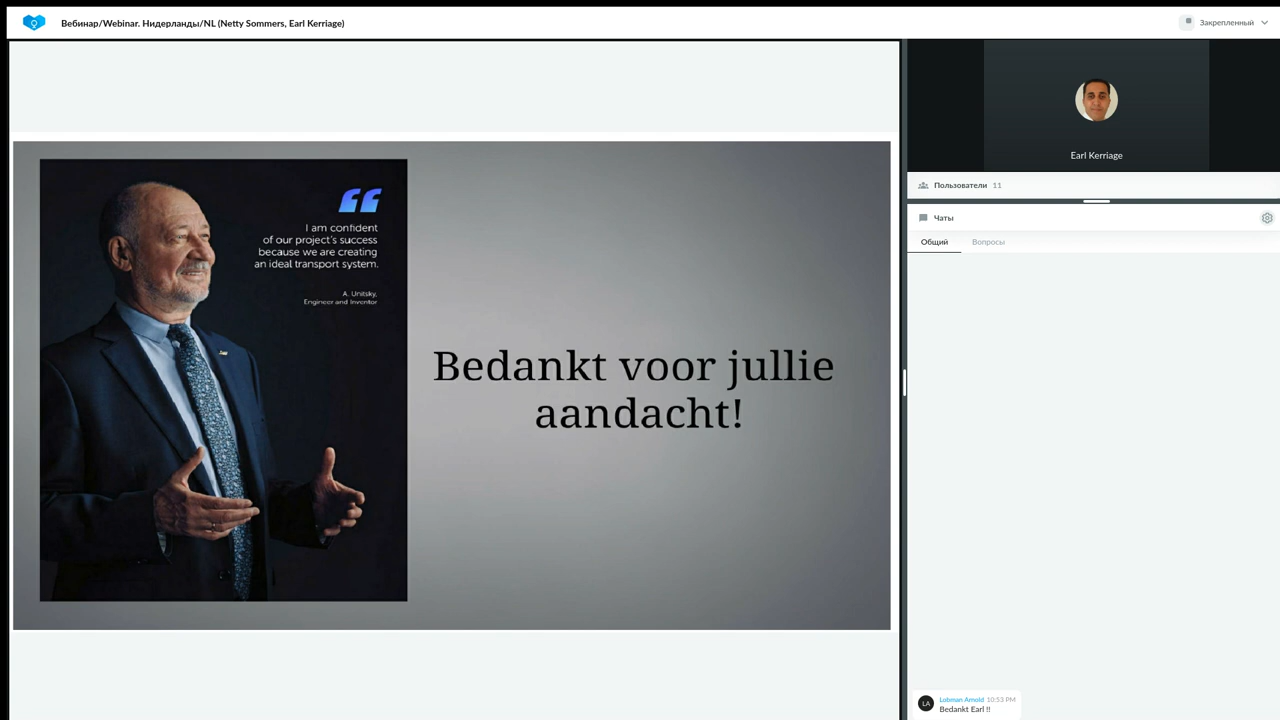 Вебинар/Webinar. Нидерланды/NL (Netty Sommers, Earl Kerriage)
Закрепленный
I am confident
of our project's success
because we are creating
an ideal transport system.
A. Unitsky,
Engineer and Inventor
Bedankt voor jullie
aandacht!
Earl Kerriage
Пользователи 11
Чаты
Общий Вопросы
LA
Lobman Arnold 10:53 PM
Bedankt Earl !!